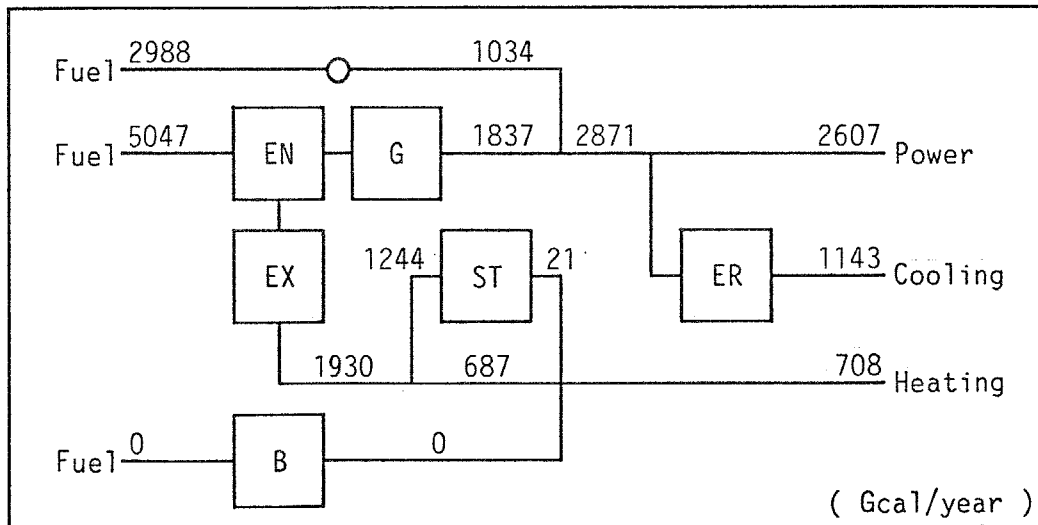 Fuel 2988 1034
Fuel 5047 EN G 1837 2871 2607 Power
EX 1244 ST 21 ER 1143 Cooling
1930 687 708 Heating
Fuel 0 B 0
( Gcal/year )